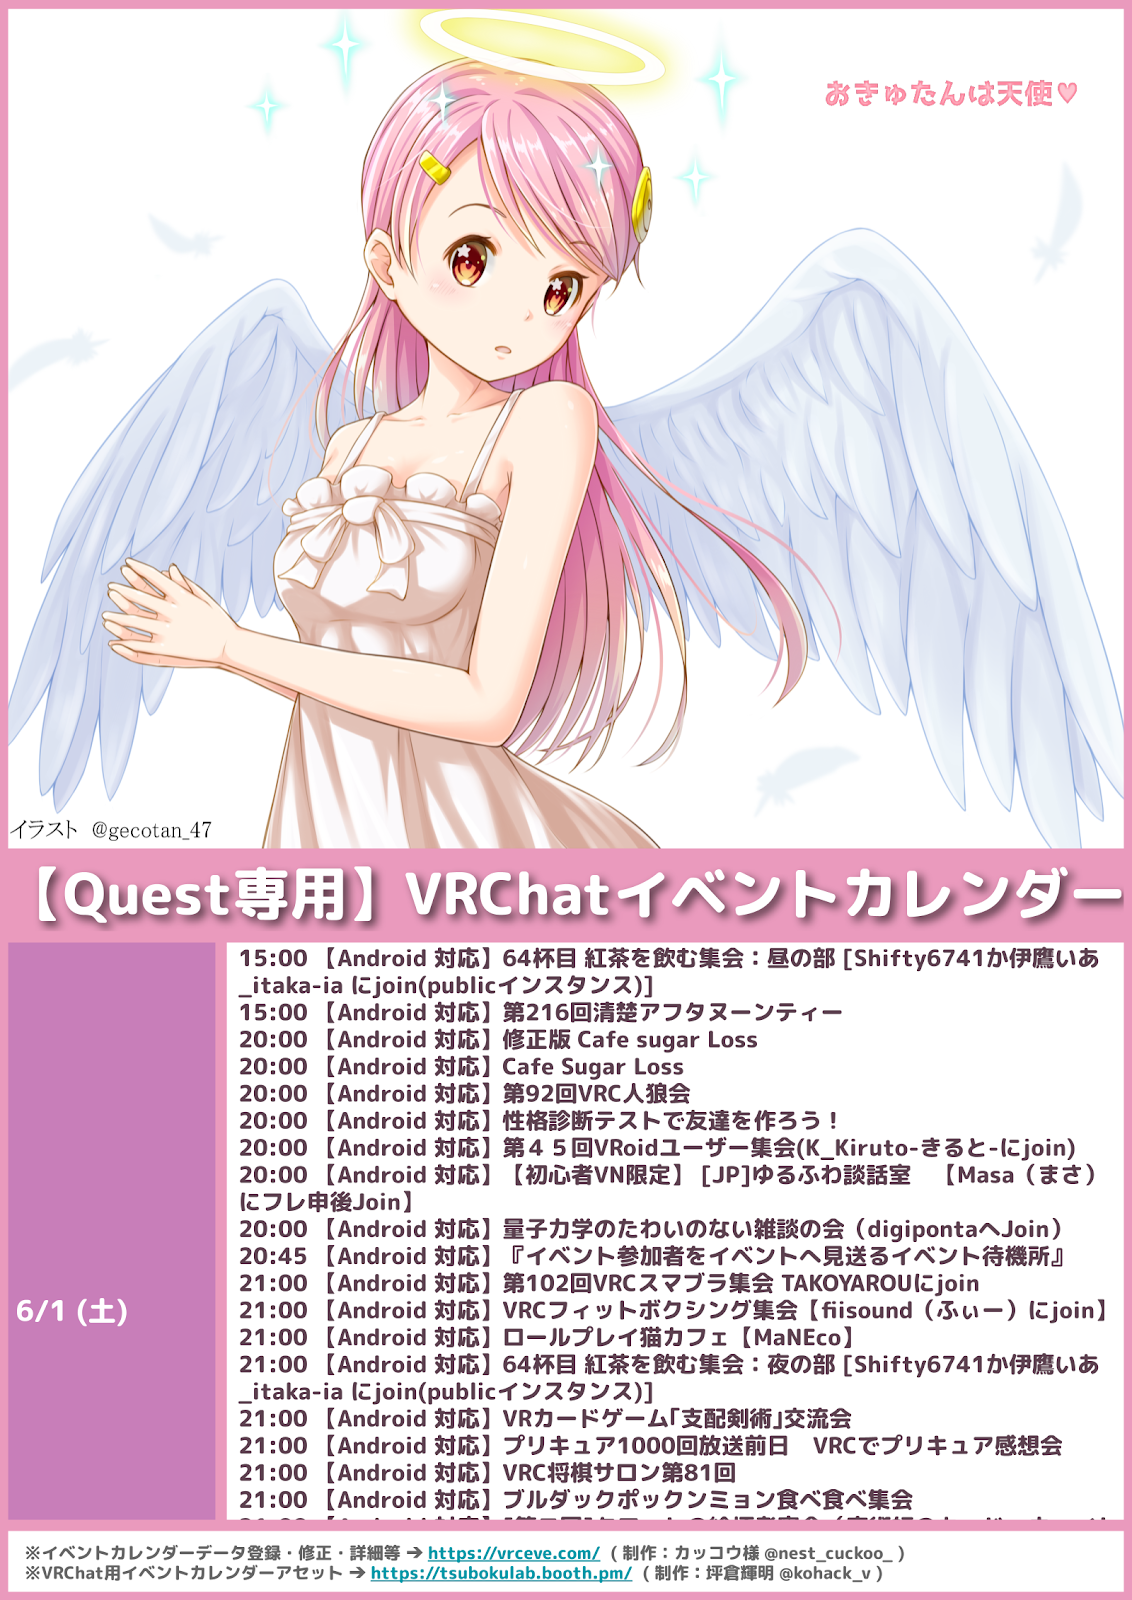 おきゅたんは天使♥
イラスト @gecotan_47
【Quest専用】VRChatイベントカレンダー
6/1 (土)
15:00 【Android 対応】64杯目 紅茶を飲む集会：昼の部 [Shifty6741か伊鷹いあ
_itaka-ia にjoin(publicインスタンス)]
15:00 【Android 対応】第216回清楚アフタヌーンティー
20:00 【Android 対応】修正版 Cafe sugar Loss
20:00 【Android 対応】Cafe Sugar Loss
20:00 【Android 対応】第92回VRC人狼会
20:00 【Android 対応】性格診断テストで友達を作ろう！
20:00 【Android 対応】第４５回VRoidユーザー集会(K_Kiruto-きると-にjoin)
20:00 【Android 対応】【初心者VN限定】 [JP]ゆるふわ談話室　【Masa（まさ）
にフレ申後Join】
20:00 【Android 対応】量子力学のたわいのない雑談の会（digipontaへJoin）
20:45 【Android 対応】『イベント参加者をイベントへ見送るイベント待機所』
21:00 【Android 対応】第102回VRCスマブラ集会 TAKOYAROUにjoin
21:00 【Android 対応】VRCフィットボクシング集会【fiisound（ふぃー）にjoin】
21:00 【Android 対応】ロールプレイ猫カフェ【MaNEco】
21:00 【Android 対応】64杯目 紅茶を飲む集会：夜の部 [Shifty6741か伊鷹いあ
_itaka-ia にjoin(publicインスタンス)]
21:00 【Android 対応】VRカードゲーム｢支配剣術｣交流会
21:00 【Android 対応】プリキュア1000回放送前日　VRCでプリキュア感想会
21:00 【Android 対応】VRC将棋サロン第81回
21:00 【Android 対応】ブルダックポックンミョン食べ食べ集会
21:00 【Android 対応】
※イベントカレンダーデータ登録・修正・詳細等 ➔ https://vrceve.com/ （制作：カッコウ様 @nest_cuckoo_ ）
※VRChat用イベントカレンダーアセット ➔ https://tsubokulab.booth.pm/ （制作：坪倉輝明 @kohack_v ）